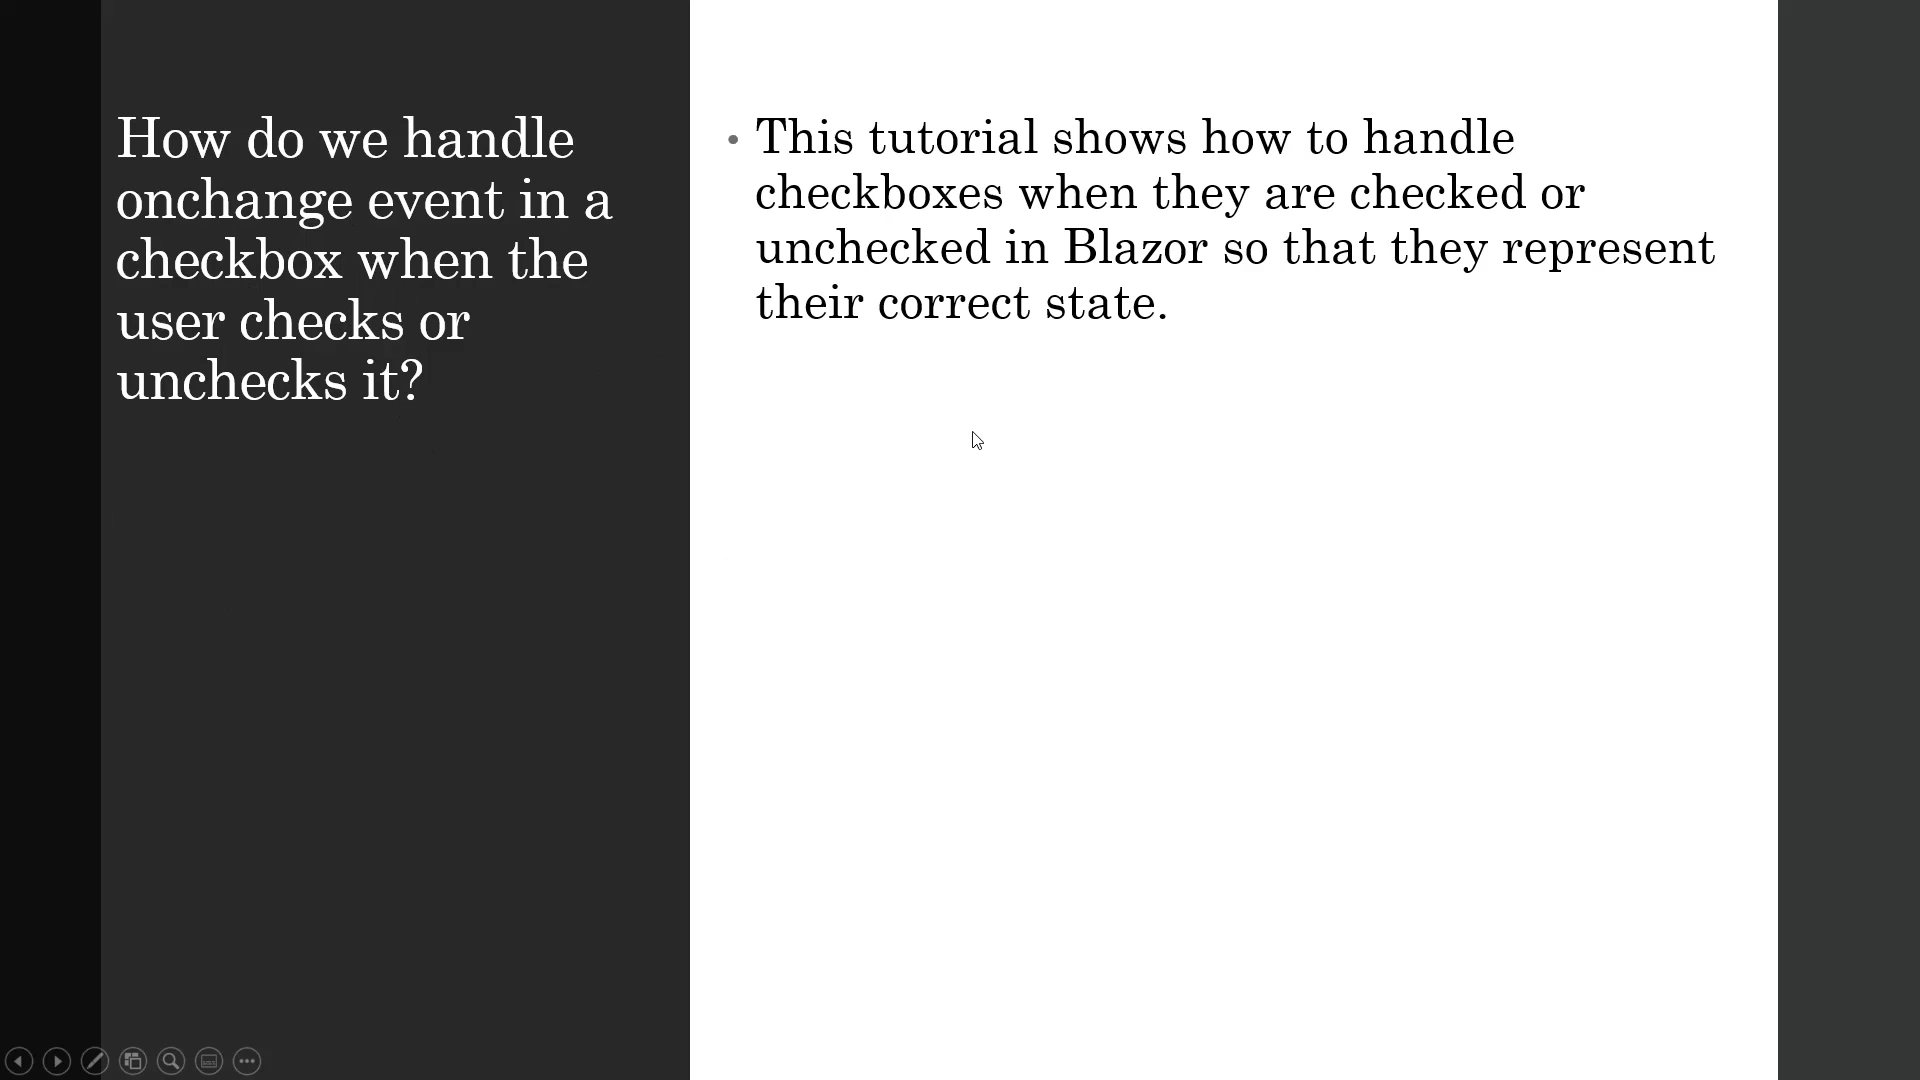 How do we handle
onchange event in a
checkbox when the
user checks or
unchecks it?
• This tutorial shows how to handle
checkboxes when they are checked or
unchecked in Blazor so that they represent
their correct state.